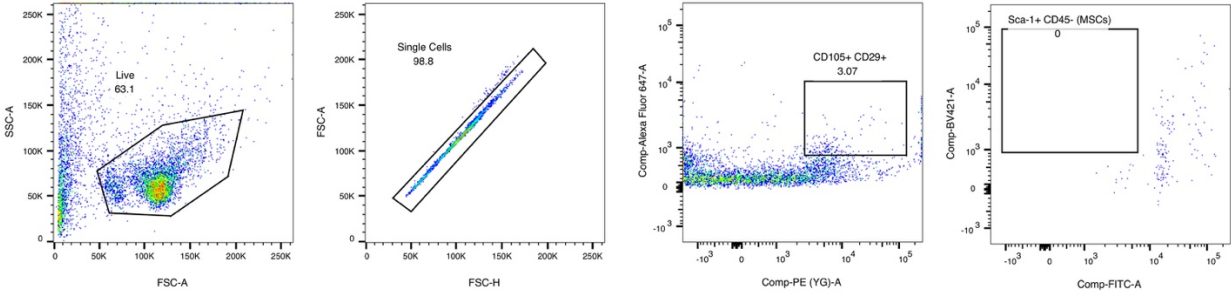 250K
200K
150K
100K
50K
0
SSC-A
Live
63.1
0
50K
100K
150K
200K
250K
FSC-A
250K
200K
150K
100K
50K
0
FSC-A
Single Cells
98.8
0
50K
100K
150K
200K
250K
FSC-H
10^5
10^4
10^3
0
-10^3
Comp-Alexa Fluor 647-A
CD105+ CD29+
3.07
-10^3
0
10^3
10^4
10^5
Comp-PE (YG)-A
10^5
10^4
10^3
0
-10^3
Comp-BV421-A
Sca-1+ CD45- (MSCs)
0
-10^3
0
10^3
10^4
10^5
Comp-FITC-A